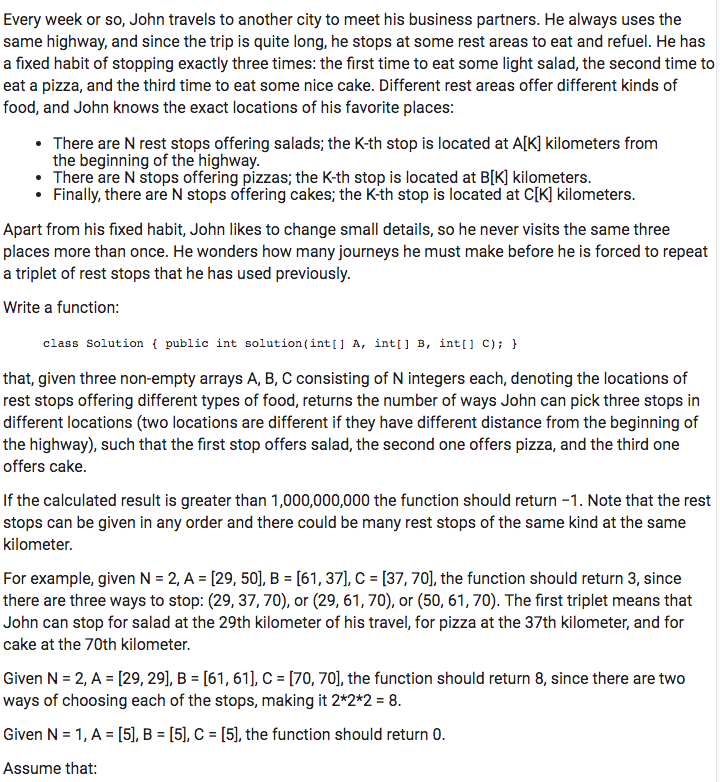 Every week or so, John travels to another city to meet his business partners. He always uses the
same highway, and since the trip is quite long, he stops at some rest areas to eat and refuel. He has
a fixed habit of stopping exactly three times: the first time to eat some light salad, the second time to
eat a pizza, and the third time to eat some nice cake. Different rest areas offer different kinds of
food, and John knows the exact locations of his favorite places:
• There are N rest stops offering salads; the K-th stop is located at A[K] kilometers from
the beginning of the highway.
• There are N stops offering pizzas; the K-th stop is located at B[K] kilometers.
• Finally, there are N stops offering cakes; the K-th stop is located at C[K] kilometers.
Apart from his fixed habit, John likes to change small details, so he never visits the same three
places more than once. He wonders how many journeys he must make before he is forced to repeat
a triplet of rest stops that he has used previously.
Write a function:
class Solution { public int solution(int[] A, int[] B, int[] C); }
that, given three non-empty arrays A, B, C consisting of N integers each, denoting the locations of
rest stops offering different types of food, returns the number of ways John can pick three stops in
different locations (two locations are different if they have different distance from the beginning of
the highway), such that the first stop offers salad, the second one offers pizza, and the third one
offers cake.
If the calculated result is greater than 1,000,000,000 the function should return −1. Note that the rest
stops can be given in any order and there could be many rest stops of the same kind at the same
kilometer.
For example, given N = 2, A = [29, 50], B = [61, 37], C = [37, 70], the function should return 3, since
there are three ways to stop: (29, 37, 70), or (29, 61, 70), or (50, 61, 70). The first triplet means that
John can stop for salad at the 29th kilometer of his travel, for pizza at the 37th kilometer, and for
cake at the 70th kilometer.
Given N = 2, A = [29, 29], B = [61, 61], C = [70, 70], the function should return 8, since there are two
ways of choosing each of the stops, making it 2*2*2 = 8.
Given N = 1, A = [5], B = [5], C = [5], the function should return 0.
Assume that: